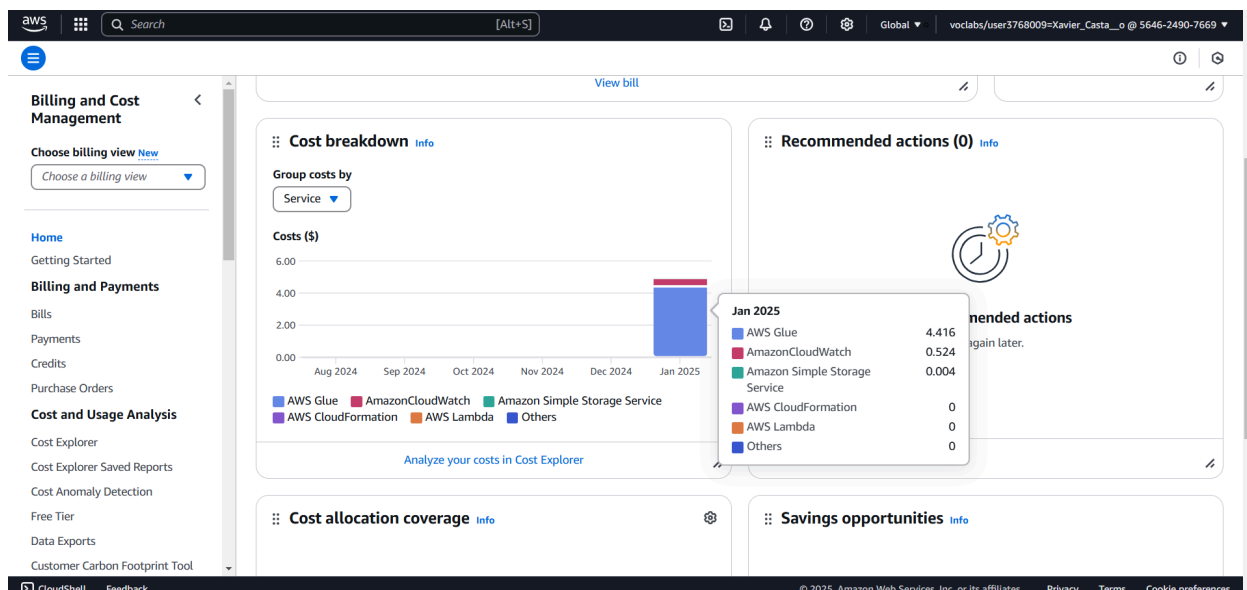 aws
Search [Alt+S]
Global
voclabs/user3768009=Xavier_Casta__o @ 5646-2490-7669
Billing and Cost Management
Choose billing view New
Choose a billing view
Home
Getting Started
Billing and Payments
Bills
Payments
Credits
Purchase Orders
Cost and Usage Analysis
Cost Explorer
Cost Explorer Saved Reports
Cost Anomaly Detection
Free Tier
Data Exports
Customer Carbon Footprint Tool
View bill
Cost breakdown Info
Group costs by
Service
Costs ($)
6.00
4.00
2.00
0.00
Aug 2024 Sep 2024 Oct 2024 Nov 2024 Dec 2024 Jan 2025
AWS Glue AmazonCloudWatch Amazon Simple Storage Service
AWS CloudFormation AWS Lambda Others
Analyze your costs in Cost Explorer
Recommended actions (0) Info
actions
later.
Jan 2025
AWS Glue 4.416
AmazonCloudWatch 0.524
Amazon Simple Storage 0.004
Service
AWS CloudFormation 0
AWS Lambda 0
Others 0
Cost allocation coverage Info
Savings opportunities Info
CloudShell Feedback
© 2025, Amazon Web Services, Inc. or its affiliates. Privacy Terms Cookie preferences